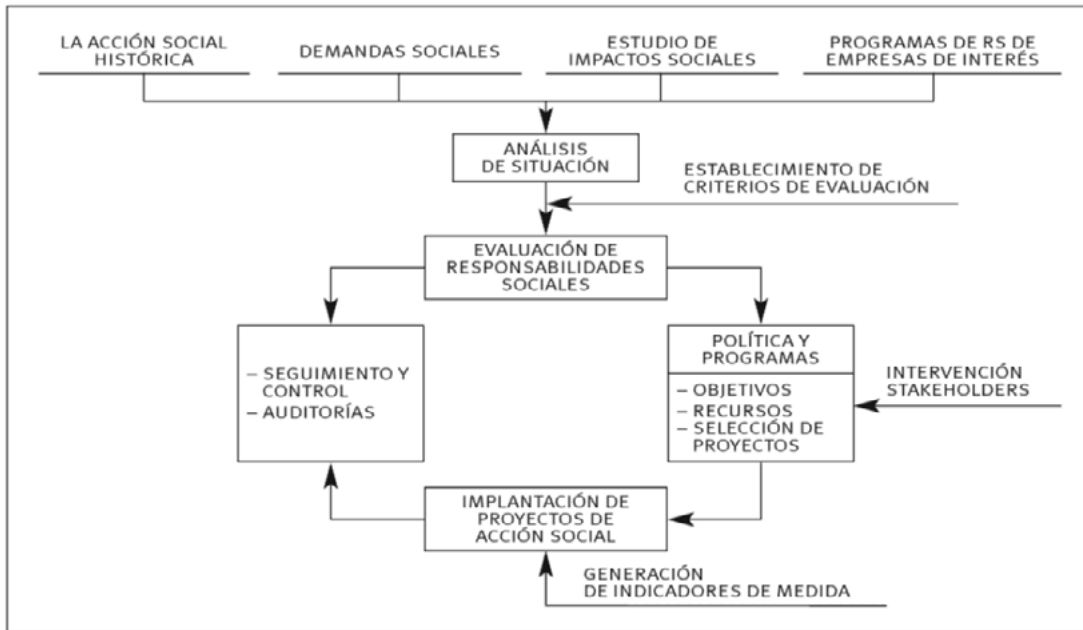 LA ACCIÓN SOCIAL
HISTÓRICA
DEMANDAS SOCIALES
ESTUDIO DE
IMPACTOS SOCIALES
PROGRAMAS DE RS DE
EMPRESAS DE INTERÉS
ANÁLISIS
DE SITUACIÓN
ESTABLECIMIENTO DE
CRITERIOS DE EVALUACIÓN
EVALUACIÓN DE
RESPONSABILIDADES
SOCIALES
– SEGUIMIENTO Y
CONTROL
– AUDITORÍAS
POLÍTICA Y
PROGRAMAS
– OBJETIVOS
– RECURSOS
– SELECCIÓN DE
PROYECTOS
INTERVENCIÓN
STAKEHOLDERS
IMPLANTACIÓN DE
PROYECTOS DE
ACCIÓN SOCIAL
GENERACIÓN
DE INDICADORES DE MEDIDA